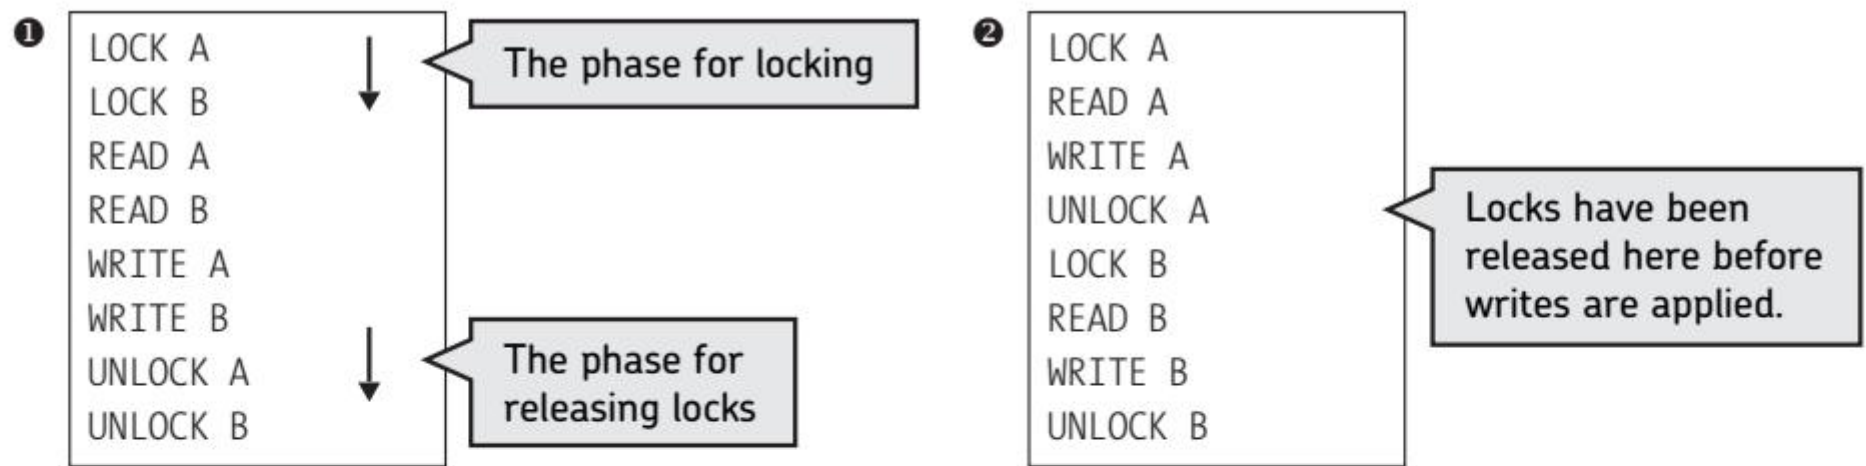 ❶
LOCK A
LOCK B
READ A
READ B
WRITE A
WRITE B
UNLOCK A
UNLOCK B
The phase for locking
The phase for
releasing locks
❷
LOCK A
READ A
WRITE A
UNLOCK A
LOCK B
READ B
WRITE B
UNLOCK B
Locks have been
released here before
writes are applied.